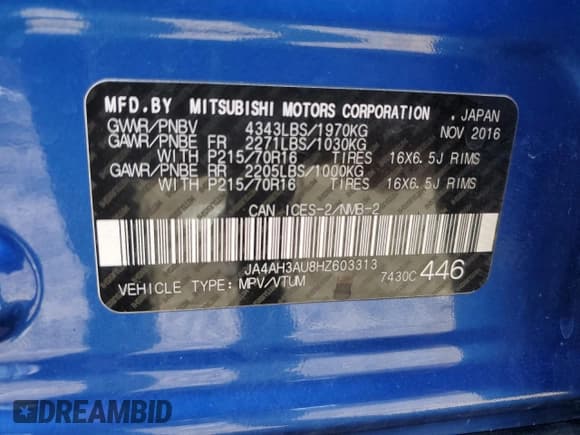 MFD.BY MITSUBISHI MOTORS CORPORATION , JAPAN
GVWR/PNBV 4343LBS/1970KG NOV 2016
GAWR/PNBE FR 2271LBS/1030KG
WITH P215/70R16 TIRES 16X6.5J RIMS
GAWR/PNBE RR 2205LBS/1000KG
WITH P215/70R16 TIRES 16X6.5J RIMS
CAN ICES-2/NMB-2
JA4AH3AU8HZ603313
VEHICLE TYPE:MPV/VTUM 7430C 446
DREAMBID